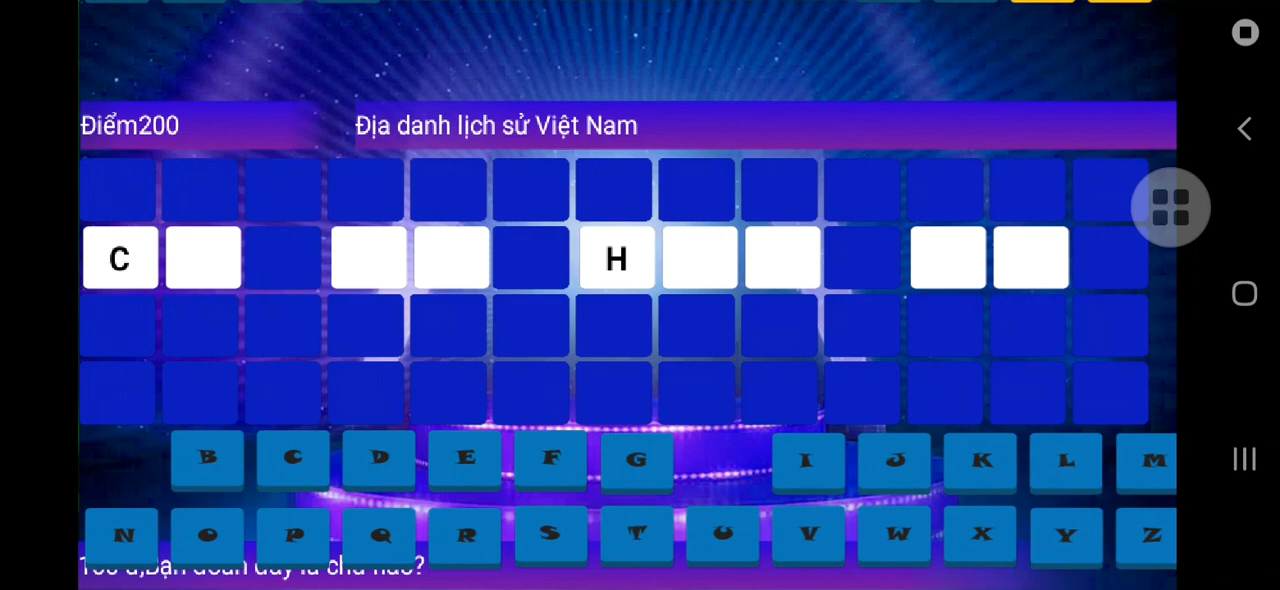 Điểm200 Địa danh lịch sử Việt Nam
C H
B C D E F G I J K L M
N O P Q R S T U V W X Y Z